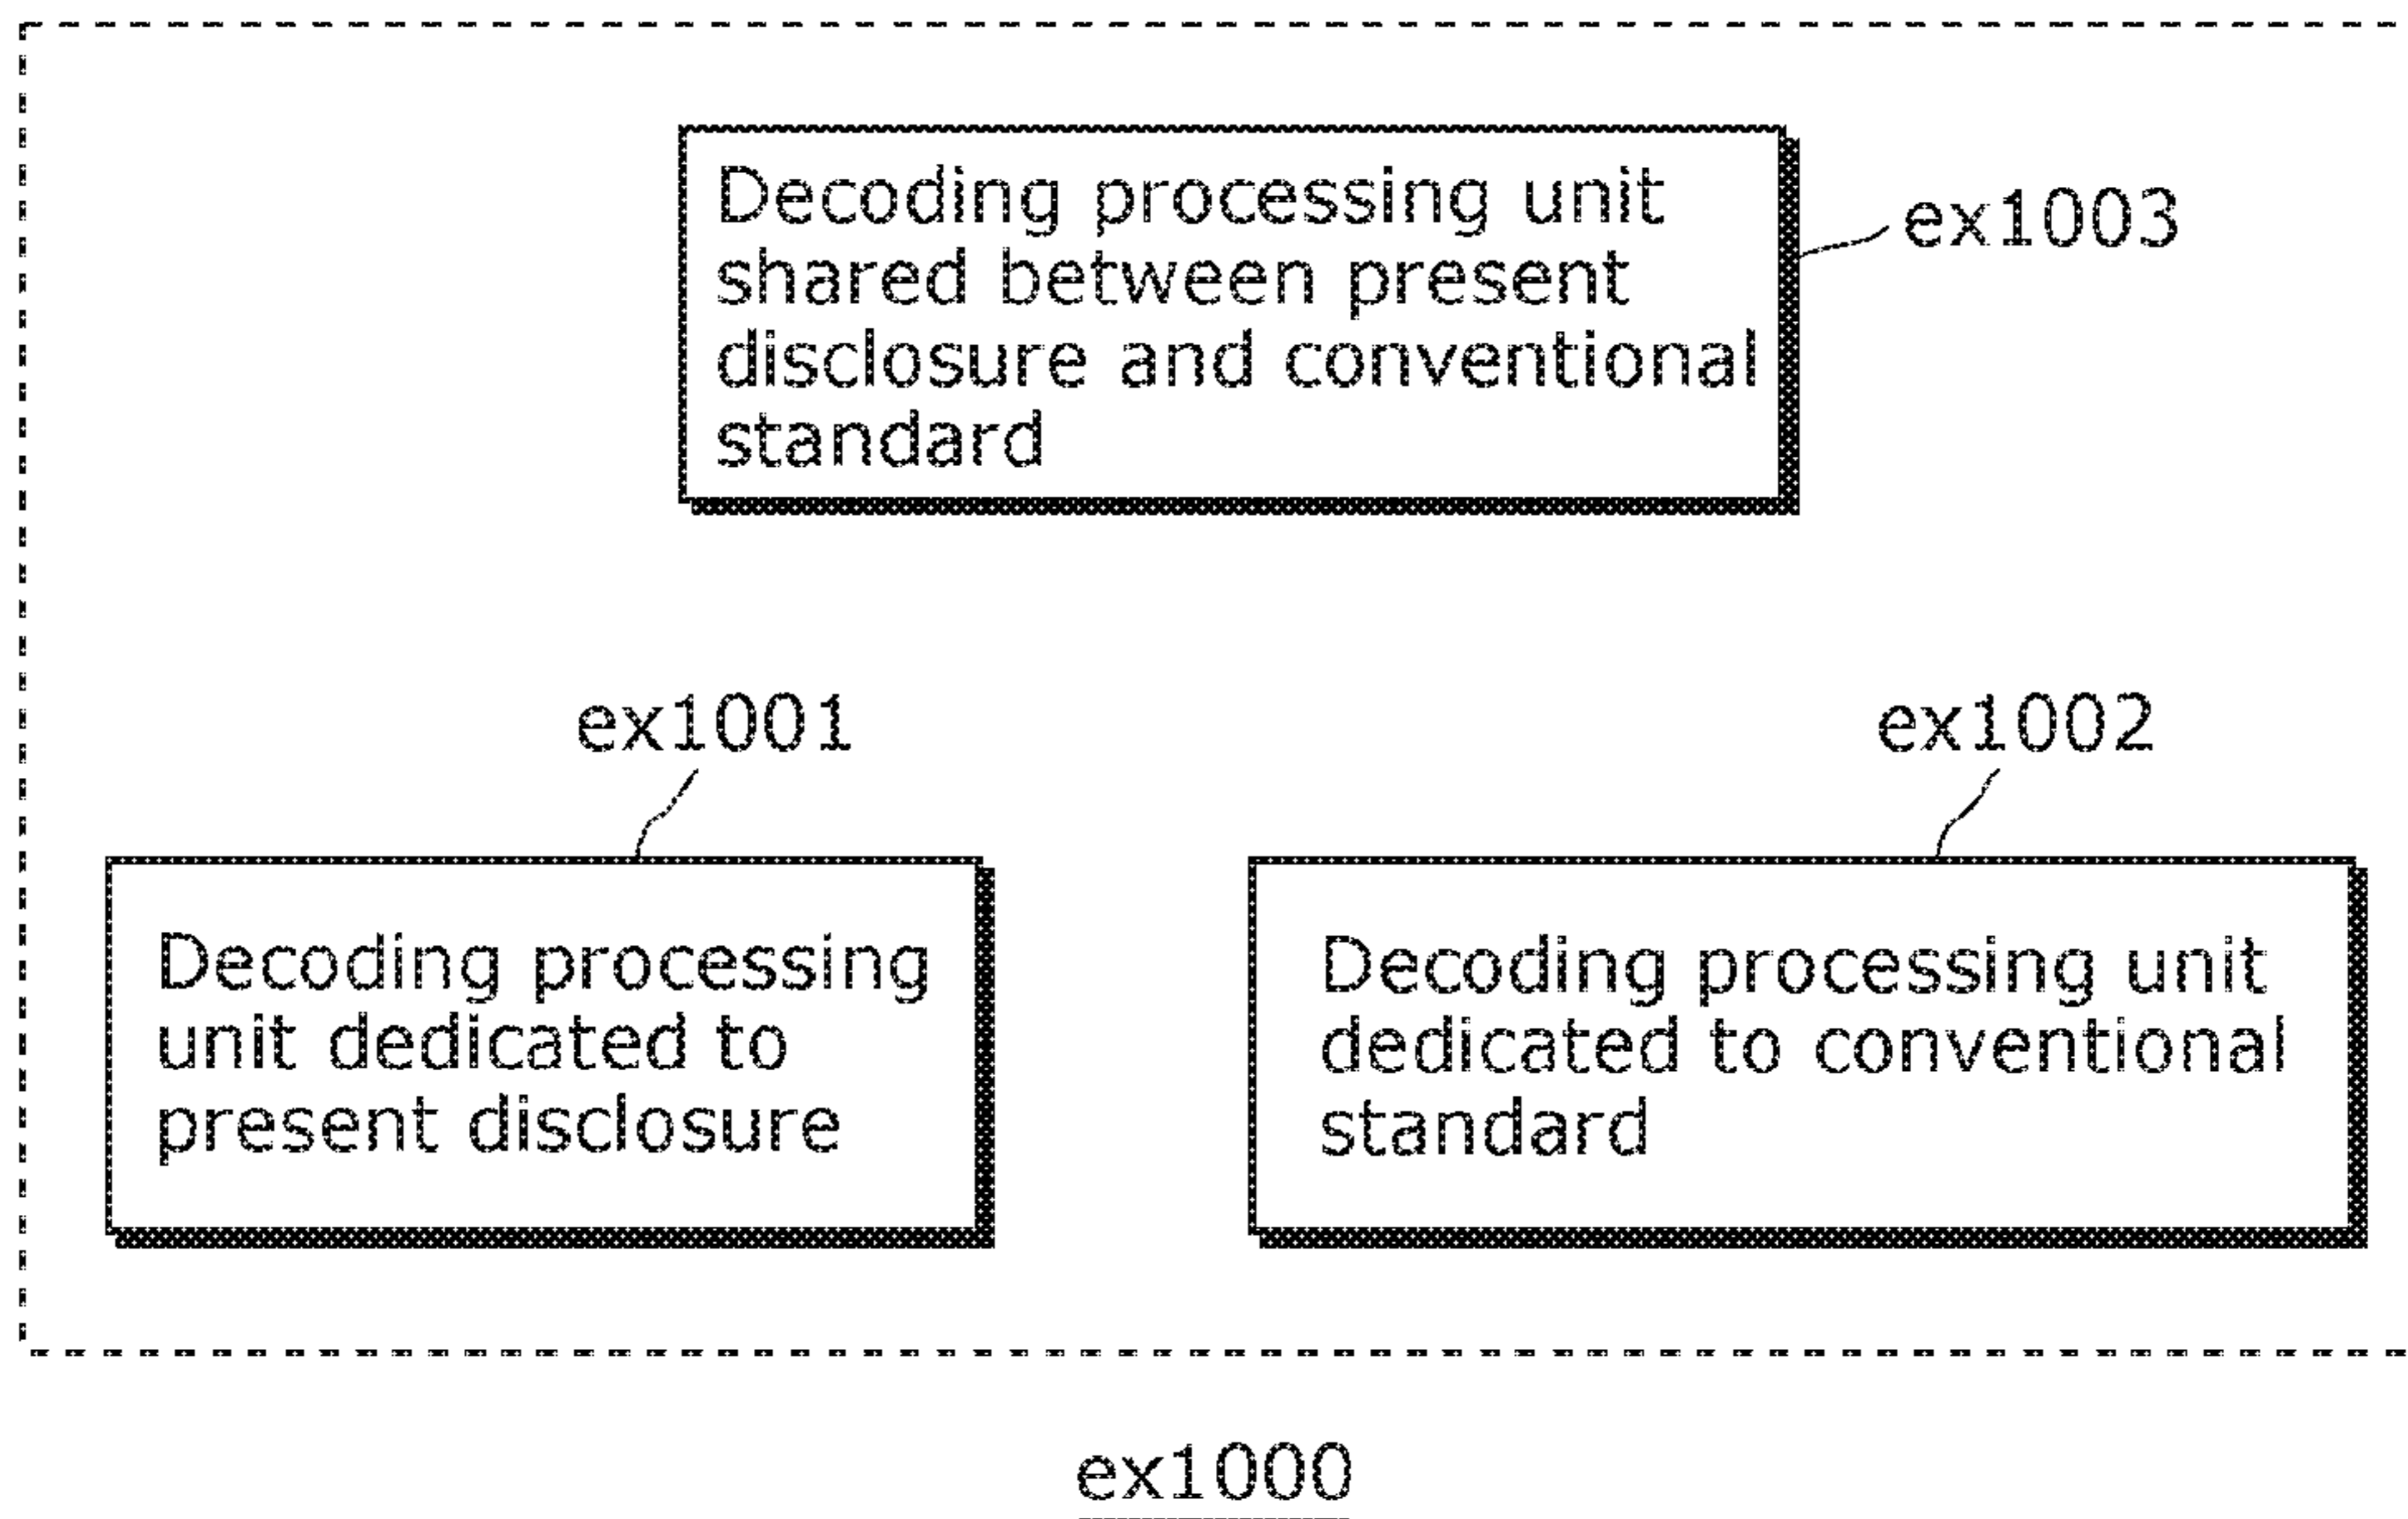 Decoding processing unit
shared between present
disclosure and conventional
standard
ex1003
ex1001
ex1002
Decoding processing
unit dedicated to
present disclosure
Decoding processing unit
dedicated to conventional
standard
ex1000